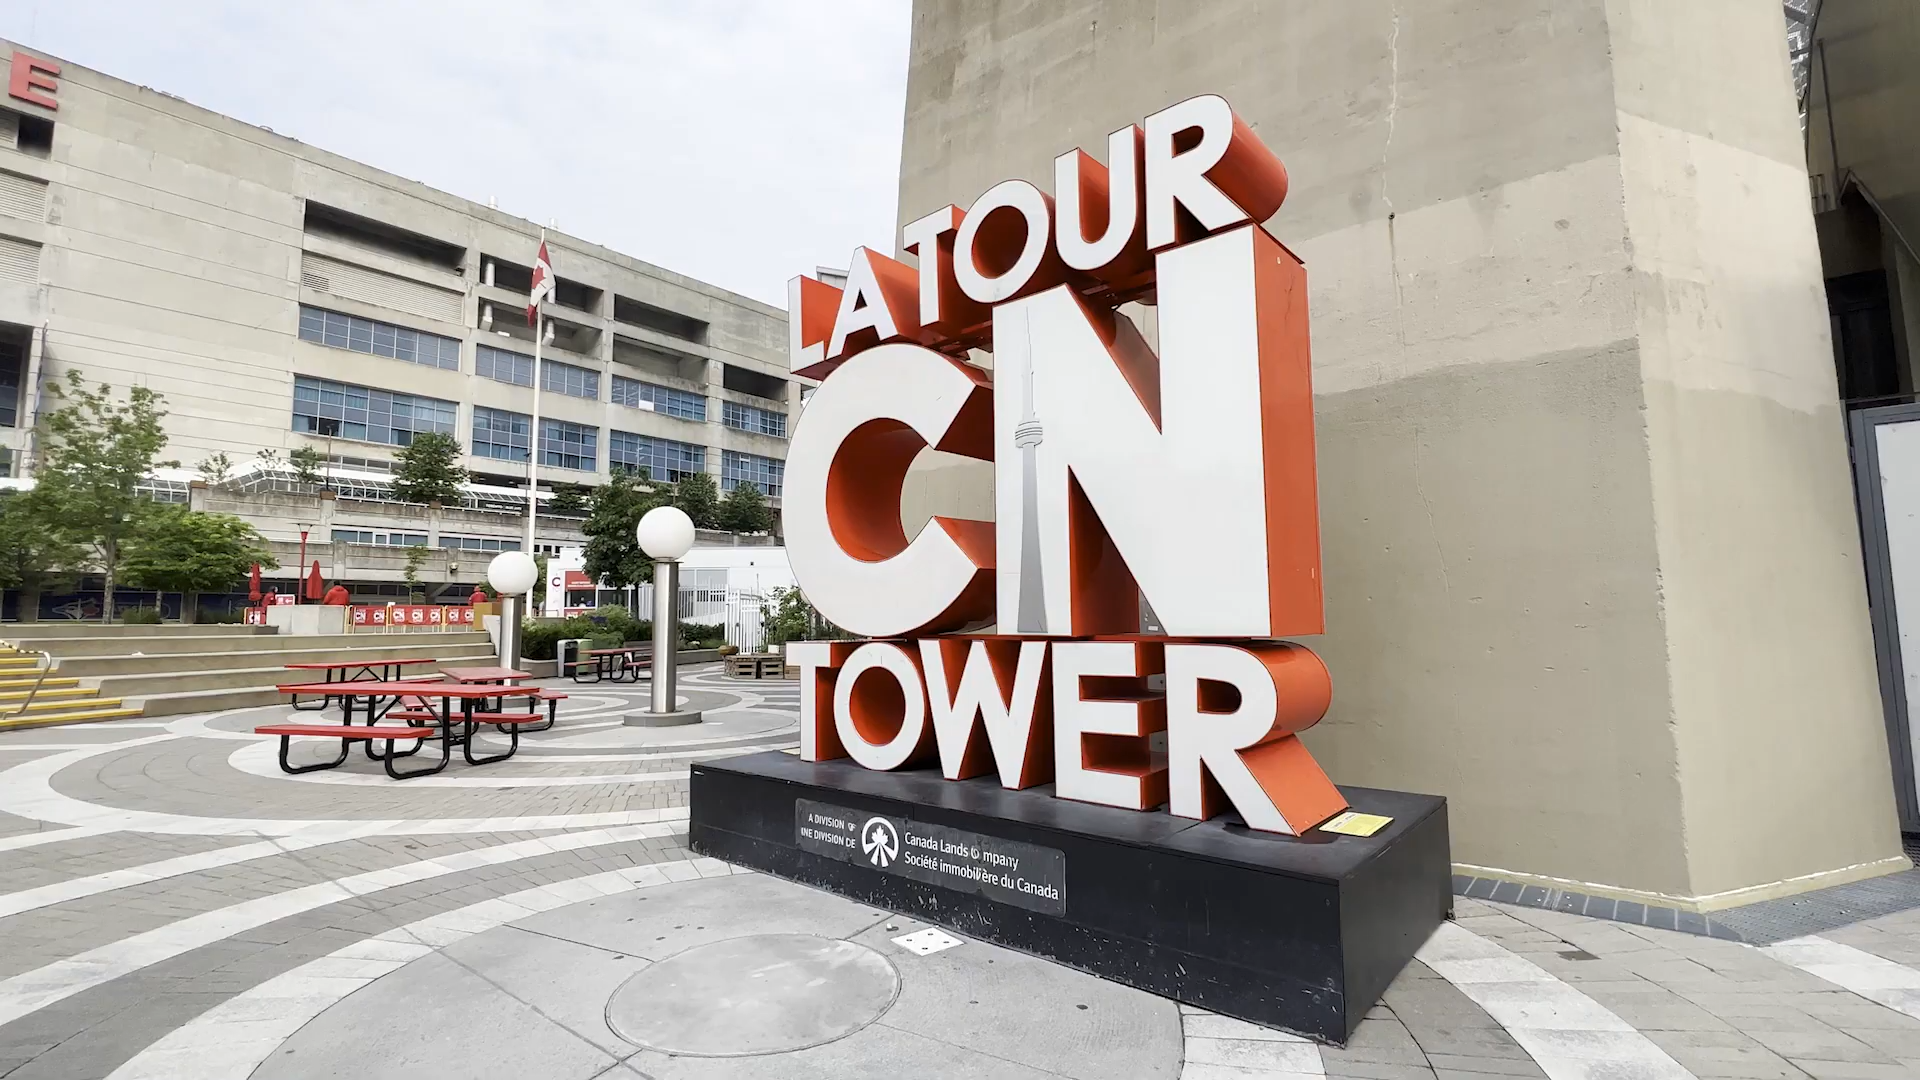 E
LA TOUR
CN
TOWER
A DIVISION OF
UNE DIVISION DE
Canada Lands Company
Société immobilière du Canada